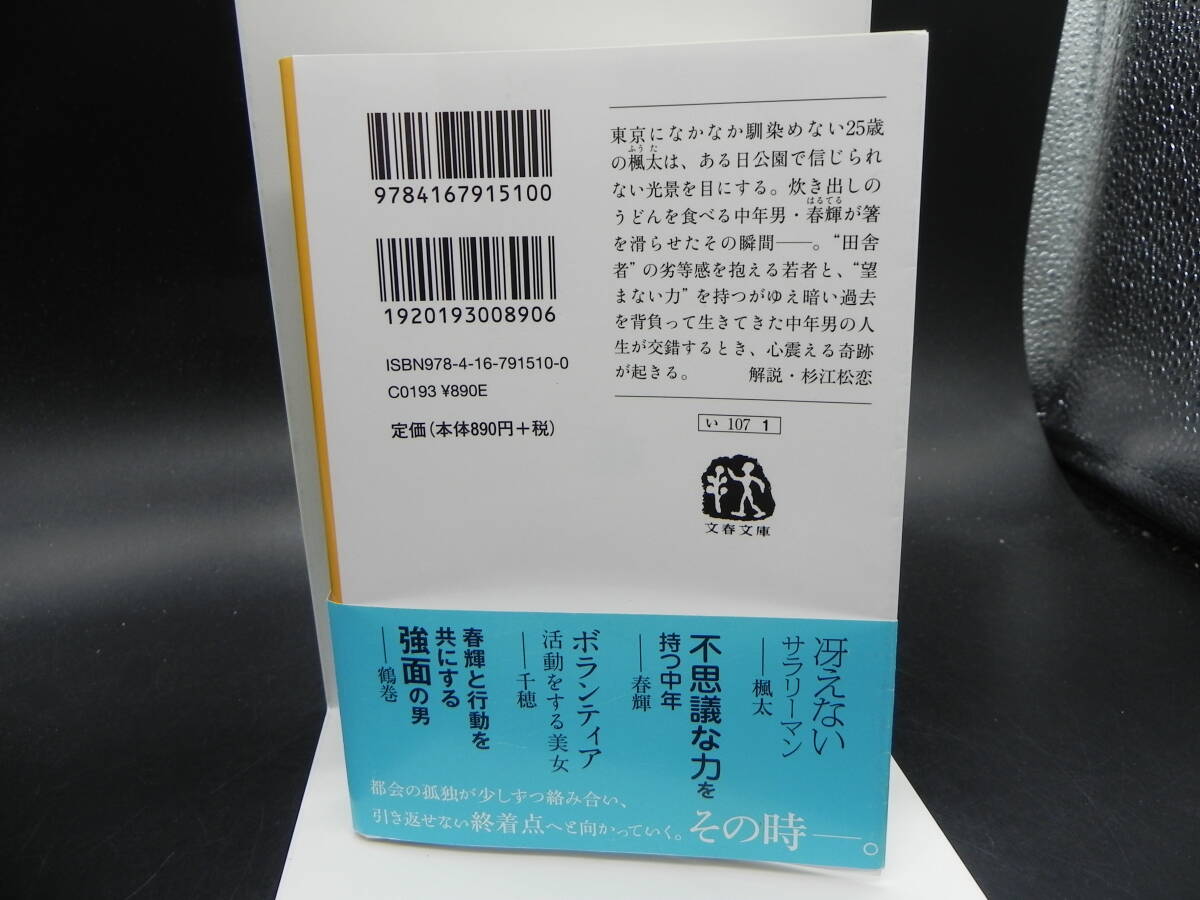 9784167915100
1920193008906
ISBN978-4-16-791510-0
C0193 ¥890E
定価(本体890円+税)
東京になかなか馴染めない25歳
の楓太は、ある日公園で信じられ
ふうた
ない光景を目にする。炊き出しの
うどんを食べる中年男・春輝が箸
はるてる
を滑らせたその瞬間――。“田舎
者”の劣等感を抱える若者と、“望
まない力”を持つがゆえ暗い過去
を背負って生きてきた中年男の人
生が交錯するとき、心震える奇跡
が起きる。 解説・杉江松恋
い 107 1
文春文庫
冴えない
サラリーマン
――楓太
不思議な力を
持つ中年
――春輝
ボランティア
活動をする美女
――千穂
春輝と行動を
共にする
強面の男
――鶴巻
都会の孤独が少しずつ絡み合い、
引き返せない終着点へと向かっていく。その時――。